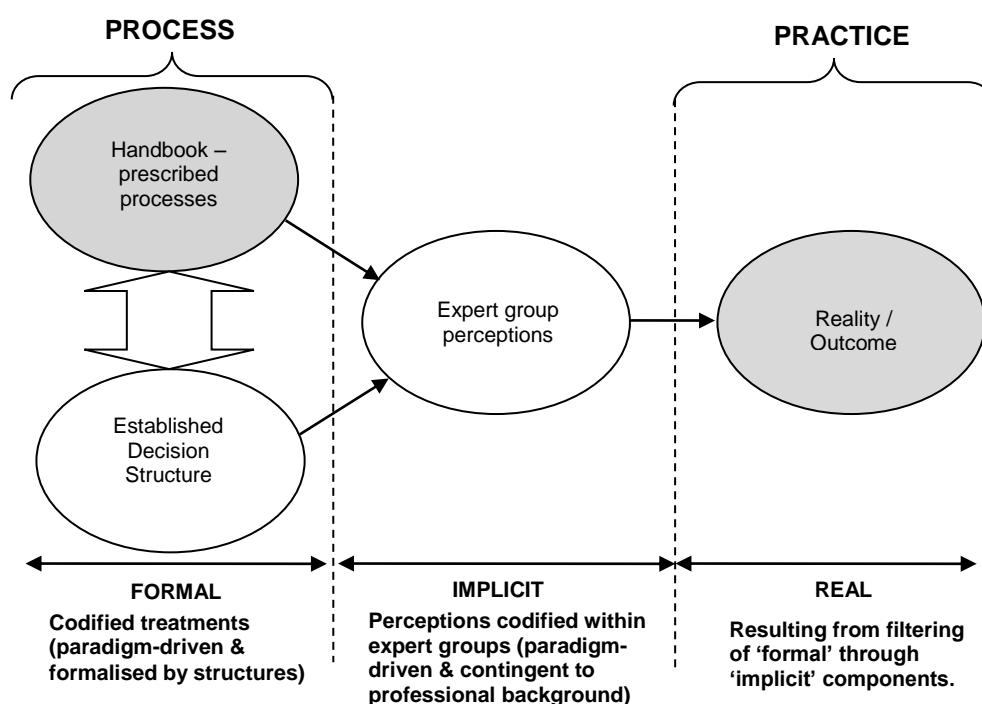 PROCESS
PRACTICE
Handbook –
prescribed
processes
Expert group
perceptions
Reality /
Outcome
Established
Decision
Structure
FORMAL
Codified treatments
(paradigm-driven &
formalised by structures)
IMPLICIT
Perceptions codified within
expert groups (paradigm-
driven & contingent to
professional background)
REAL
Resulting from filtering
of ‘formal’ through
‘implicit’ components.